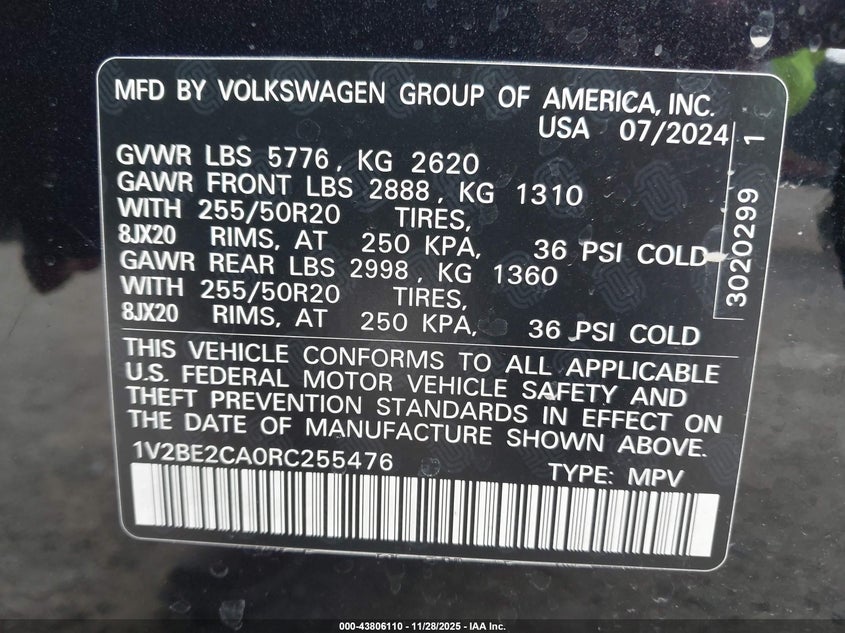 MFD BY VOLKSWAGEN GROUP OF AMERICA, INC.
USA 07/2024
GVWR LBS 5776, KG 2620
GAWR FRONT LBS 2888, KG 1310
WITH 255/50R20 TIRES,
8JX20 RIMS, AT 250 KPA, 36 PSI COLD
GAWR REAR LBS 2998, KG 1360
WITH 255/50R20 TIRES,
8JX20 RIMS, AT 250 KPA, 36 PSI COLD
3020299 1
THIS VEHICLE CONFORMS TO ALL APPLICABLE
U.S. FEDERAL MOTOR VEHICLE SAFETY AND
THEFT PREVENTION STANDARDS IN EFFECT ON
THE DATE OF MANUFACTURE SHOWN ABOVE.
1V2BE2CA0RC255476 TYPE: MPV
000-43806110 - 11/28/2025 - IAA Inc.